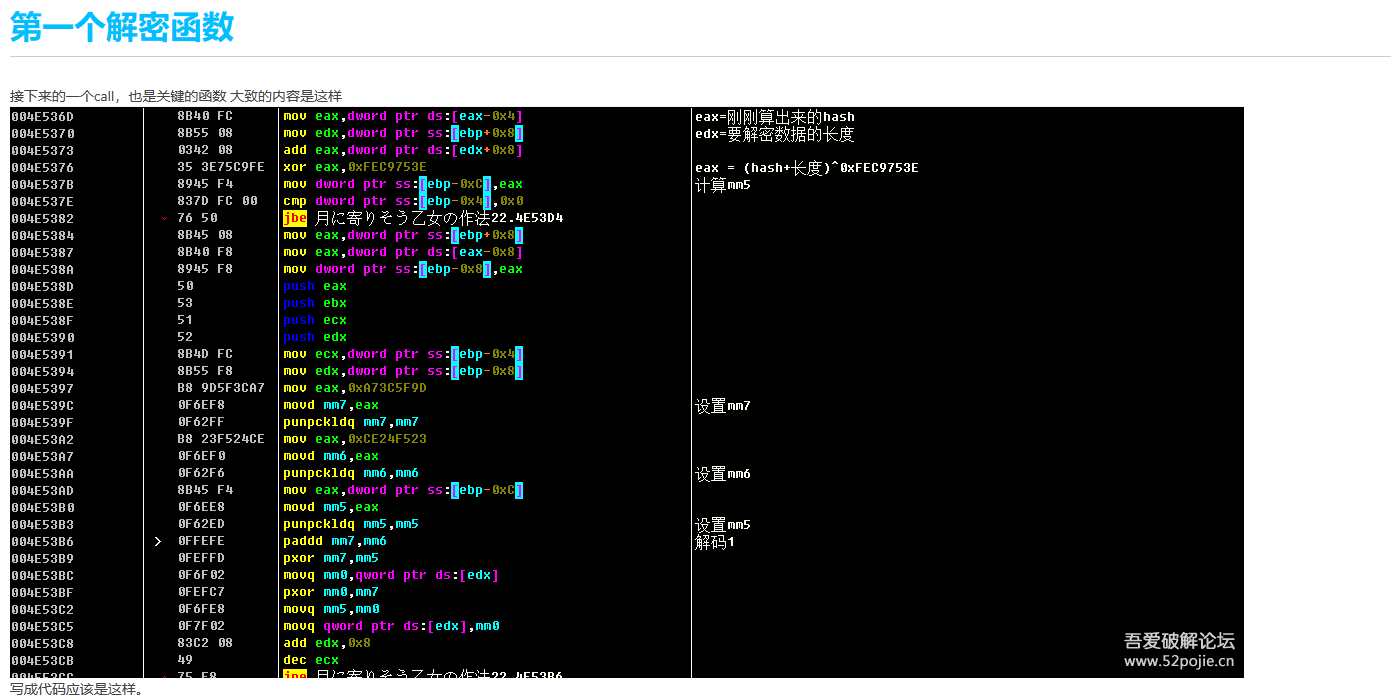 第一个解密函数
接下来的一个call，也是关键的函数 大致的内容是这样
004E536D 8B40 FC mov eax,dword ptr ds:[eax-0x4] eax=刚刚算出来的hash
004E5370 8B55 08 mov edx,dword ptr ss:[ebp+0x8] edx=要解密数据的长度
004E5373 0342 08 add eax,dword ptr ds:[edx+0x8]
004E5376 35 3E75C9FE xor eax,0xFEC9753E eax = (hash+长度)^0xFEC9753E
004E537B 8945 F4 mov dword ptr ss:[ebp-0xC],eax 计算mm5
004E537E 837D FC 00 cmp dword ptr ss:[ebp-0x4],0x0
004E5382 76 50 jbe 月に寄りそう乙女の作法22.4E53D4
004E5384 8B45 08 mov eax,dword ptr ss:[ebp+0x8]
004E5387 8B40 F8 mov eax,dword ptr ds:[eax-0x8]
004E538A 8945 F8 mov dword ptr ss:[ebp-0x8],eax
004E538D 50 push eax
004E538E 53 push ebx
004E538F 51 push ecx
004E5390 52 push edx
004E5391 8B4D FC mov ecx,dword ptr ss:[ebp-0x4]
004E5394 8B55 F8 mov edx,dword ptr ss:[ebp-0x8]
004E5397 B8 9D5F3CA7 mov eax,0xA73C5F9D
004E539C 0F6EF8 movd mm7,eax 设置mm7
004E539F 0F62FF punpckldq mm7,mm7
004E53A2 B8 23F524CE mov eax,0xCE24F523
004E53A7 0F6EF0 movd mm6,eax
004E53AA 0F62F6 punpckldq mm6,mm6 设置mm6
004E53AD 8B45 F4 mov eax,dword ptr ss:[ebp-0xC]
004E53B0 0F6EE8 movd mm5,eax
004E53B3 0F62ED punpckldq mm5,mm5 设置mm5
004E53B6 0FFEFE paddd mm7,mm6 解码1
004E53B9 0FEFFD pxor mm7,mm5
004E53BC 0F6F02 movq mm0,qword ptr ds:[edx]
004E53BF 0FEFC7 pxor mm0,mm7
004E53C2 0F6FE8 movq mm5,mm0
004E53C5 0F7F02 movq qword ptr ds:[edx],mm0
004E53C8 83C2 08 add edx,0x8
004E53CB 49 dec ecx
004E53CC 75 E8 jne 月に寄りそう乙女の作法22.4E53B6
吾爱破解论坛
www.52pojie.cn
写成代码应该是这样。